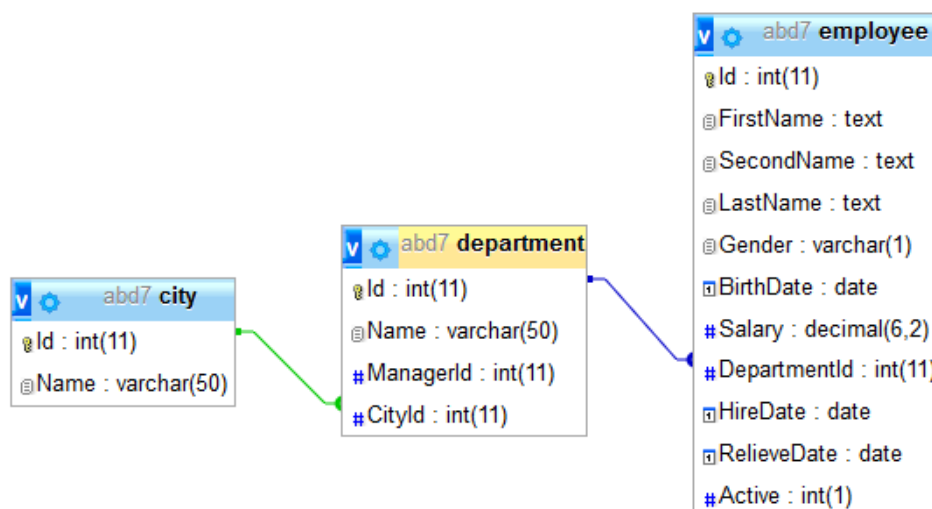 abd7 city
Id : int(11)
Name : varchar(50)
abd7 department
Id : int(11)
Name : varchar(50)
ManagerId : int(11)
CityId : int(11)
abd7 employee
Id : int(11)
FirstName : text
SecondName : text
LastName : text
Gender : varchar(1)
BirthDate : date
Salary : decimal(6,2)
DepartmentId : int(11)
HireDate : date
RelieveDate : date
Active : int(1)